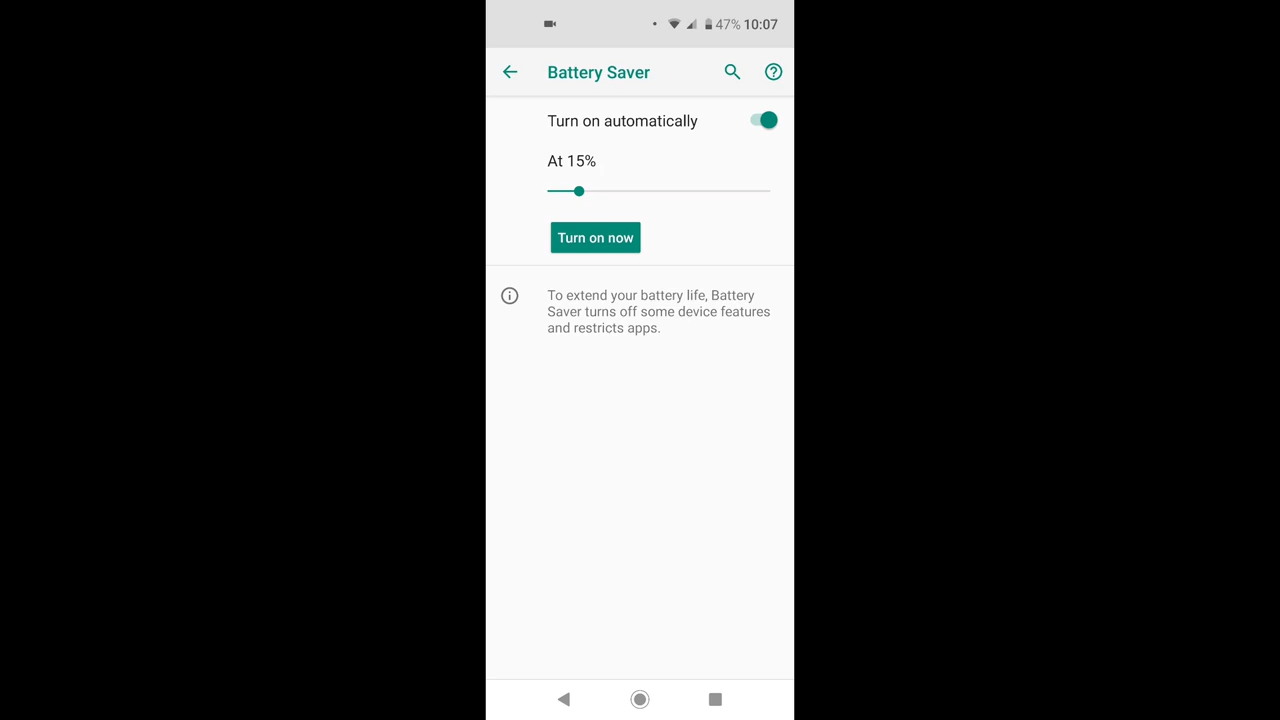 47% 10:07
Battery Saver
Turn on automatically
At 15%
Turn on now
To extend your battery life, Battery
Saver turns off some device features
and restricts apps.